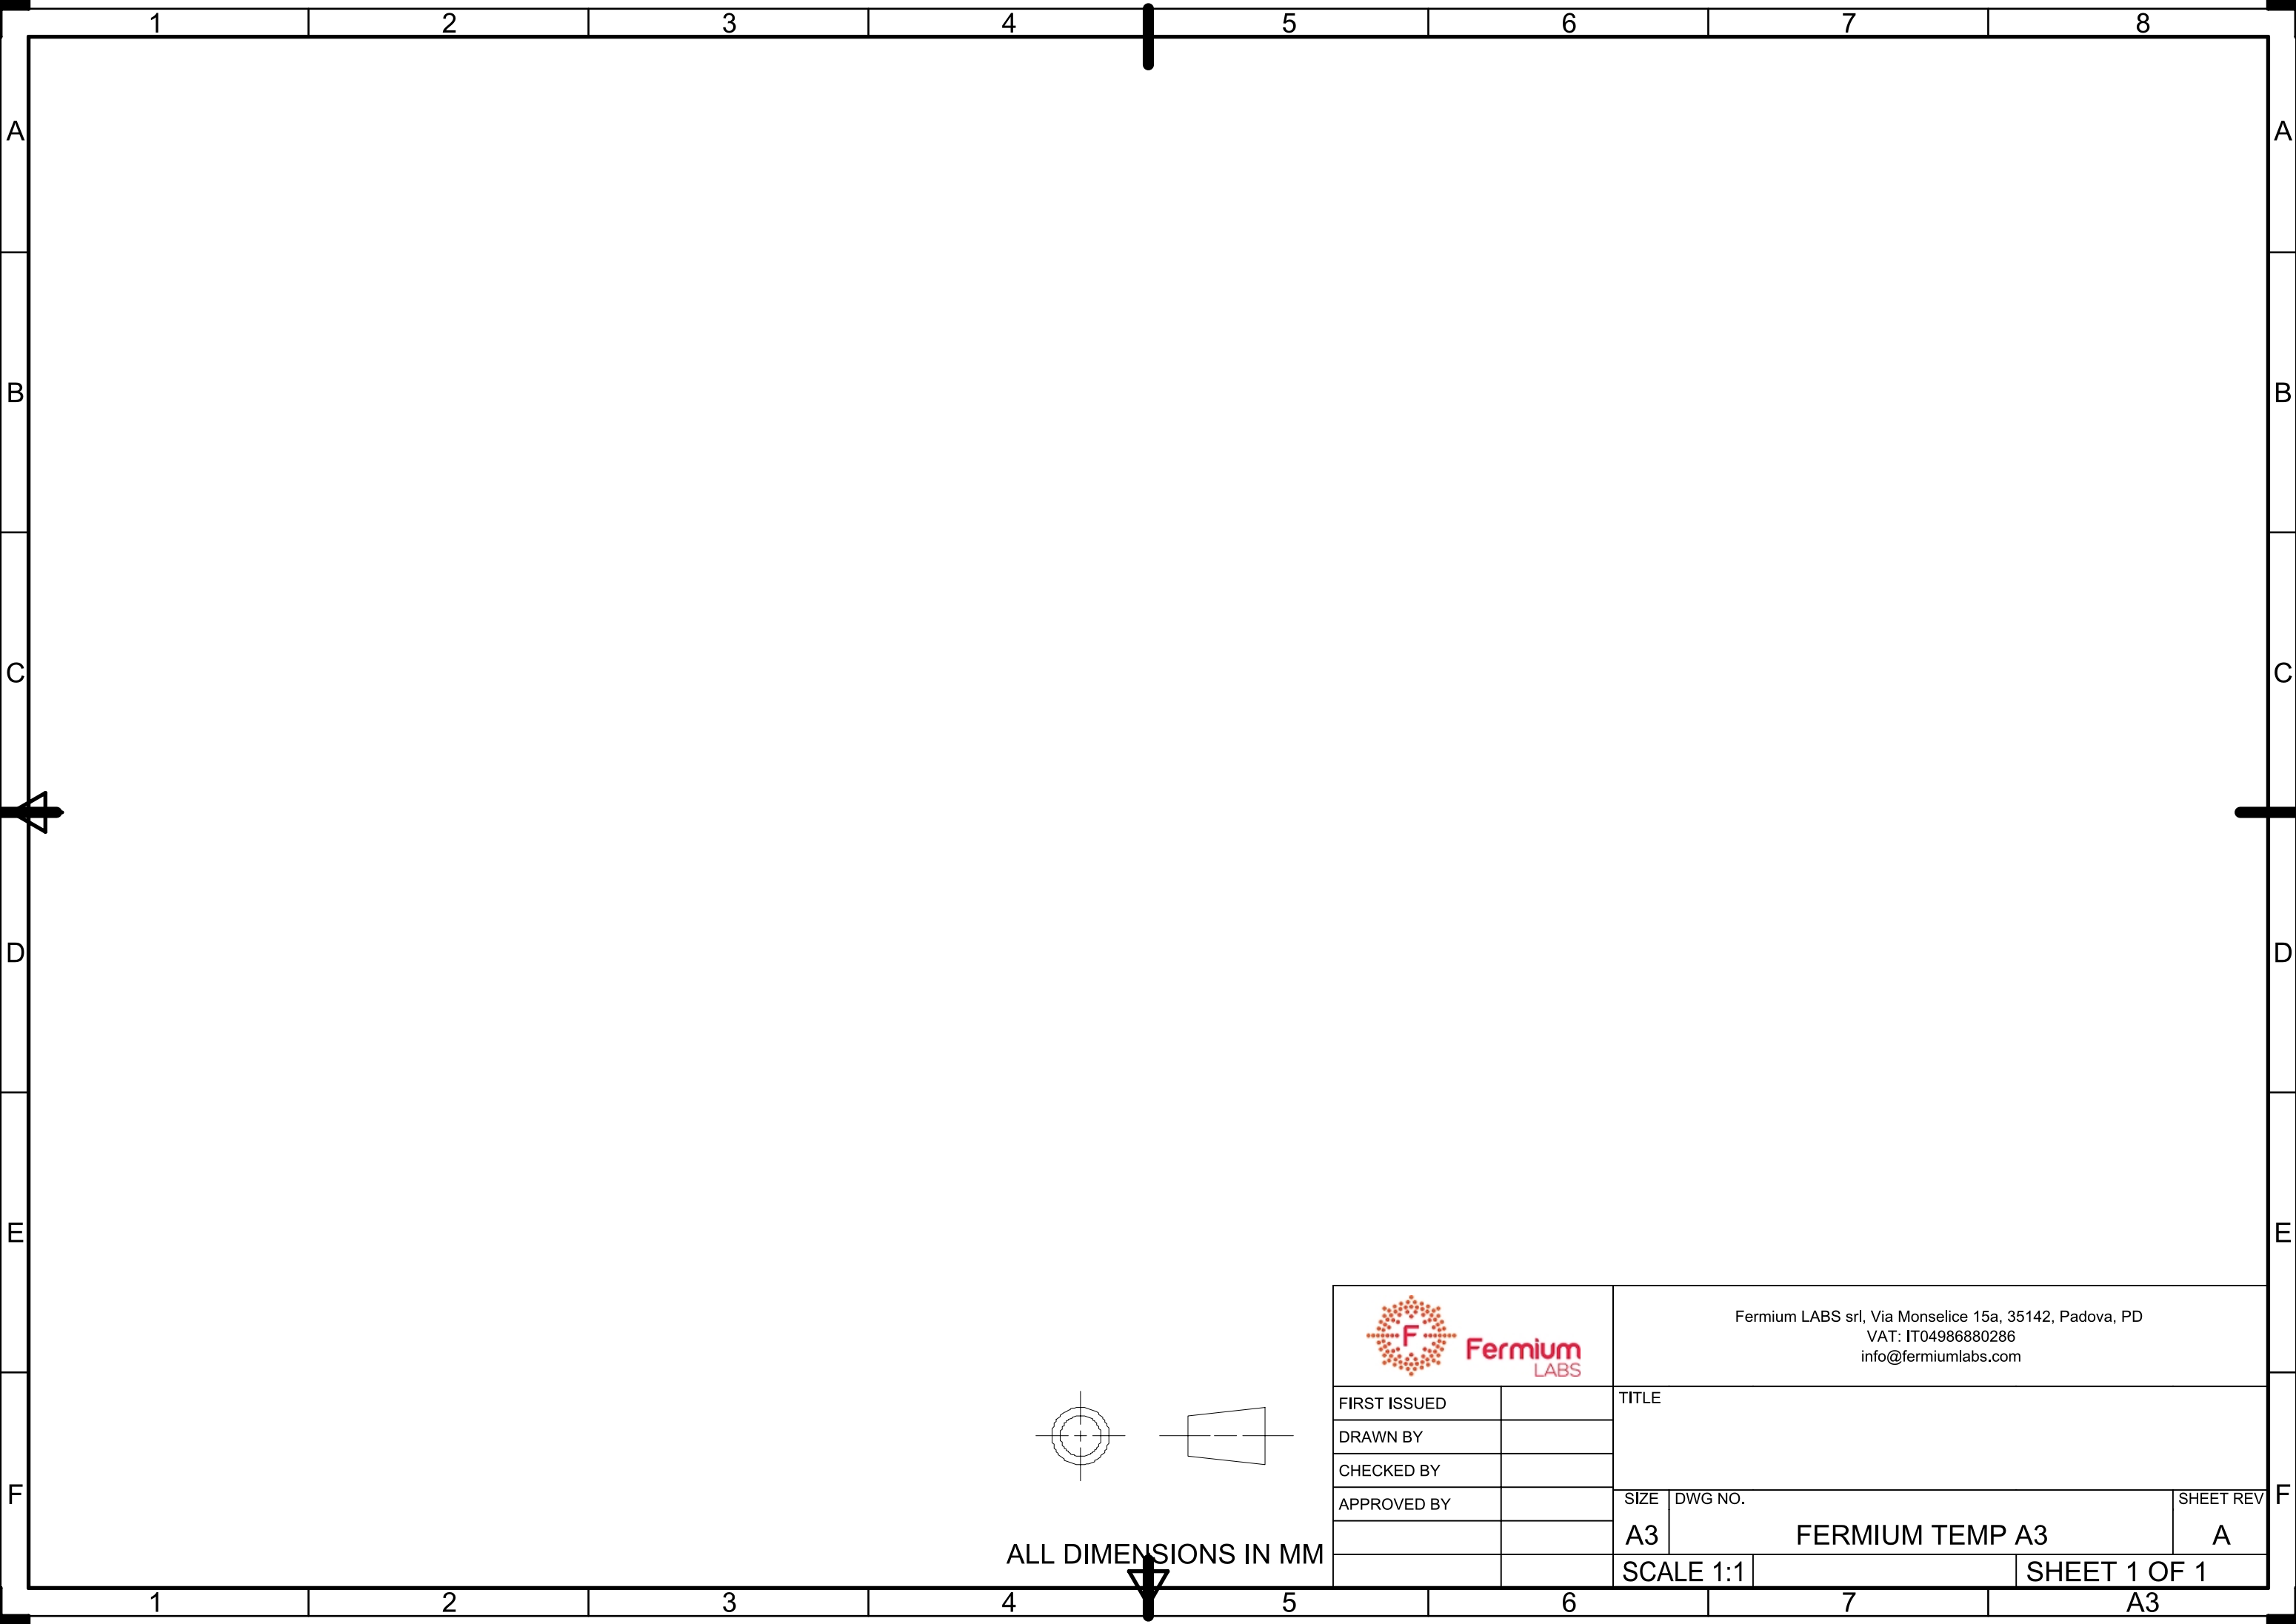 1 2 3 4 5 6 7 8
A A
B B
C C
D D
E E
F F
F
Fermium
LABS
Fermium LABS srl, Via Monselice 15a, 35142, Padova, PD
VAT: IT04986880286
info@fermiumlabs.com
FIRST ISSUED
DRAWN BY
CHECKED BY
APPROVED BY
TITLE
SIZE DWG NO. SHEET REV
A3 FERMIUM TEMP A3 A
SCALE 1:1 SHEET 1 OF 1
ALL DIMENSIONS IN MM
1 2 3 4 5 6 7 A3